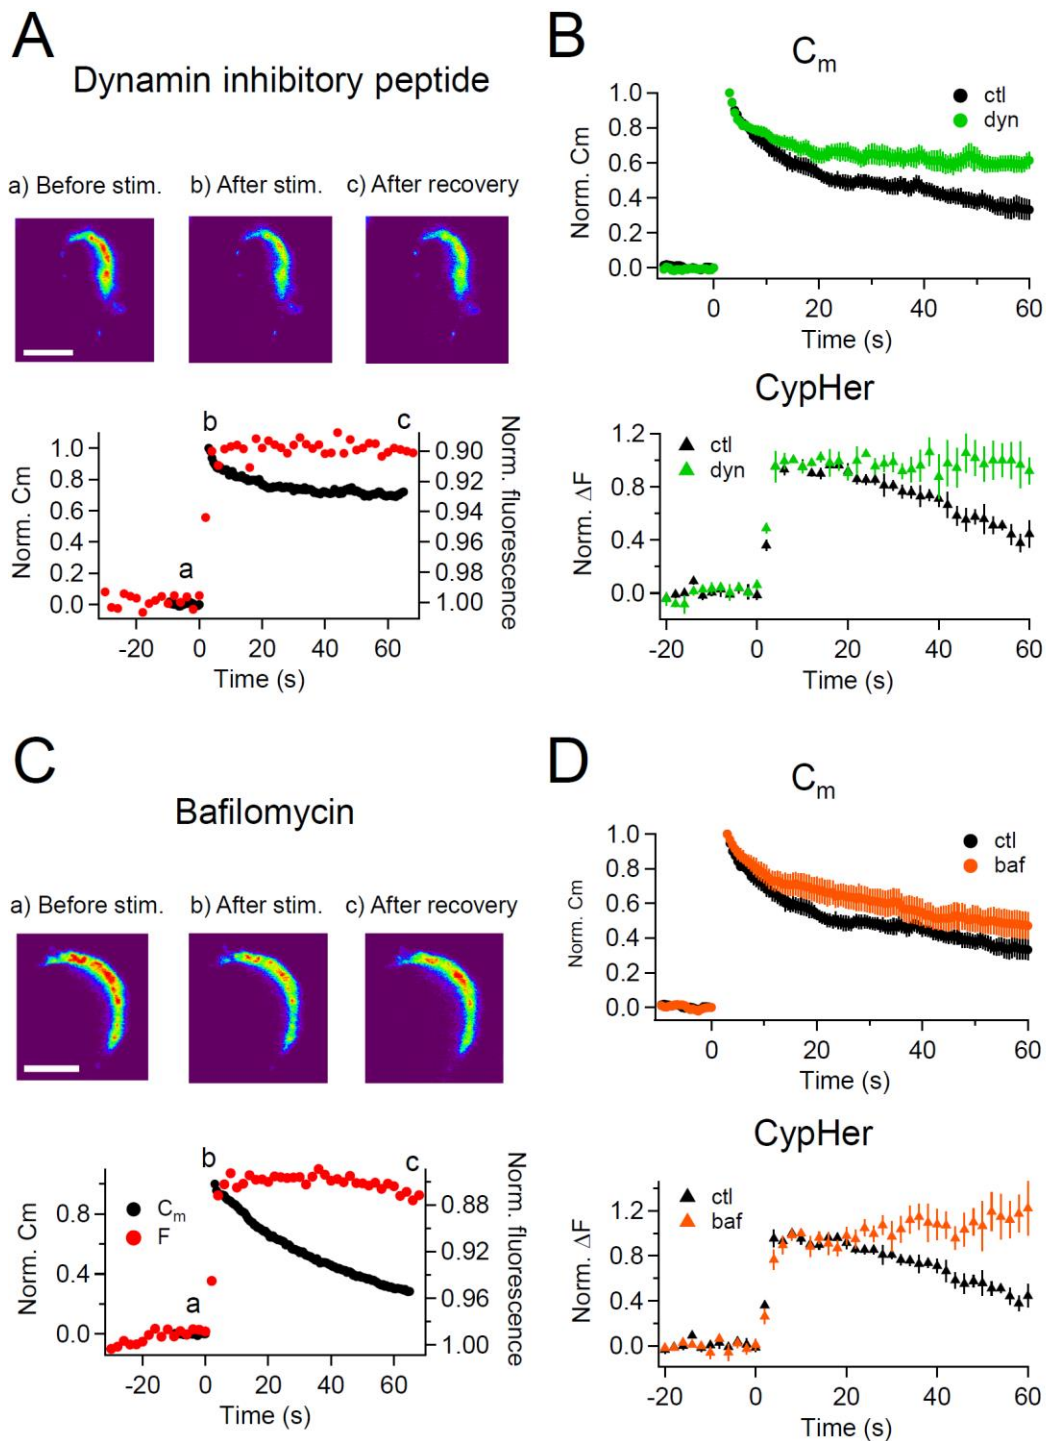 A
Dynamin inhibitory peptide
a) Before stim. b) After stim. c) After recovery
b c
1.0 0.8 0.6 0.4 0.2 0.0
Norm. Cm
0.90 0.92 0.94 0.96 0.98 1.00
Norm. fluorescence
a
-20 0 20 40 60
Time (s)
B
Cm
ctl
dyn
1.0 0.8 0.6 0.4 0.2 0.0
Norm. Cm
0 20 40 60
Time (s)
CypHer
ctl
dyn
1.2 0.8 0.4 0.0
Norm. ΔF
-20 0 20 40 60
Time (s)
C
Bafilomycin
a) Before stim. b) After stim. c) After recovery
b c
Cm
F
0.8 0.4 0.0
Norm. Cm
0.88 0.92 0.96 1.00
Norm. fluorescence
a
-20 0 20 40 60
Time (s)
D
Cm
ctl
baf
1.0 0.8 0.6 0.4 0.2 0.0
Norm. Cm
0 20 40 60
Time (s)
CypHer
ctl
baf
1.2 0.8 0.4 0.0
Norm. ΔF
-20 0 20 40 60
Time (s)